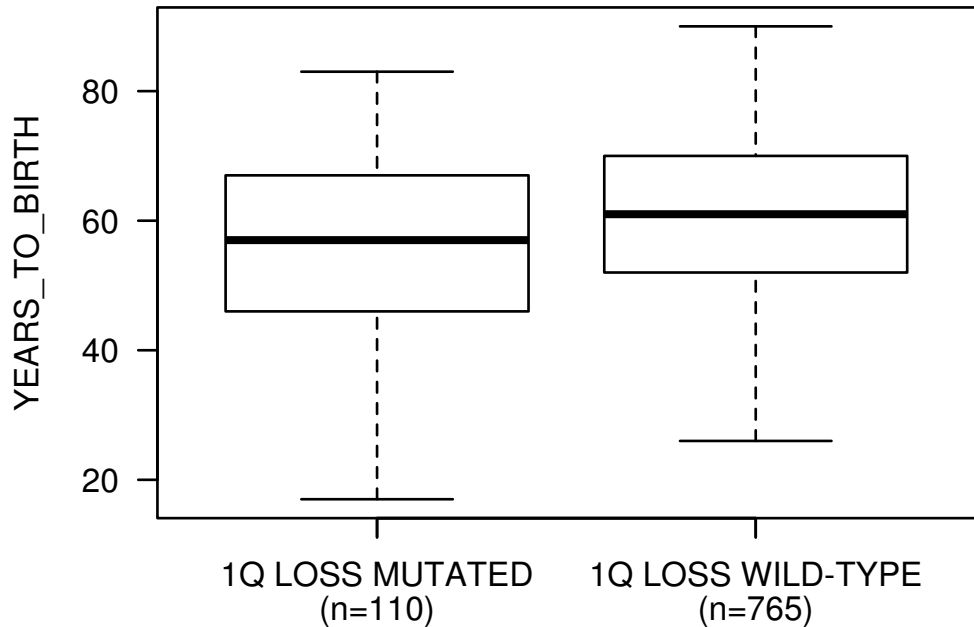 YEARS_TO_BIRTH
80
60
40
20
1Q LOSS MUTATED
(n=110)
1Q LOSS WILD-TYPE
(n=765)